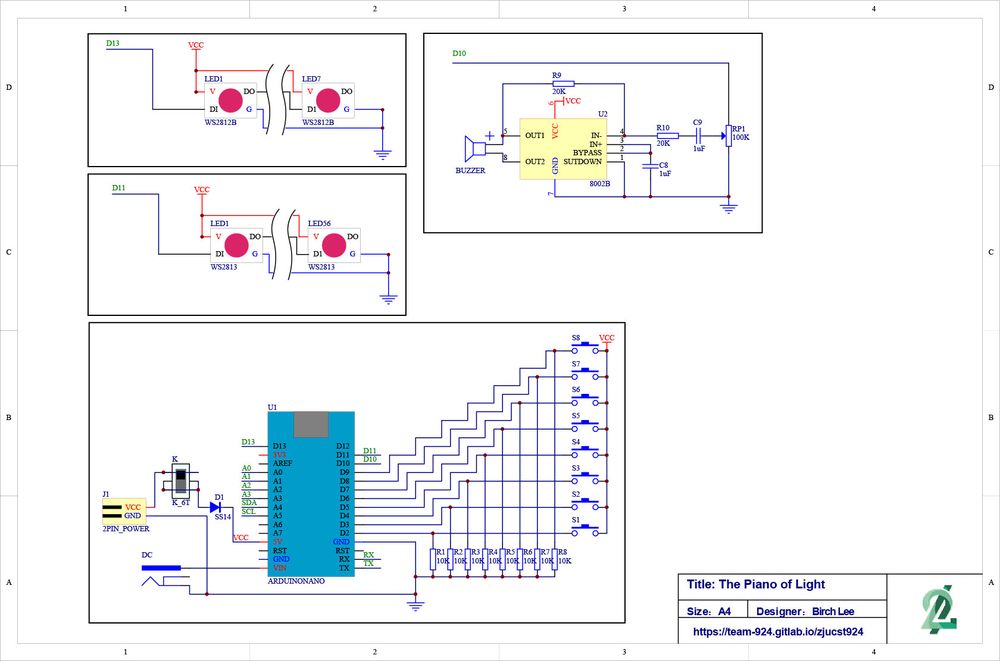 1 2 3 4
D D
C C
B B
A A
D13
VCC
LED1 LED7
V DO V DO
DI G D1 G
WS2812B WS2812B
D11
VCC
LED1 LED56
V DO V DO
DI G D1 G
WS2813 WS2813
D10
R9
20K
6 VCC
U2
5 OUT1 VCC IN- 4
IN+ 3
BYPASS 2
8 OUT2 GND SUTDOWN 1
7 8002B
BUZZER
R10
20K
C9
1uF
RP1
100K
C8
1uF
U1
D13 D13 D12
3V3 D11 D11
AREF D10 D10
A0 A0 D9
A1 A1 D8
A2 A2 D7
A3 A3 D6
SDA A4 D5
SCL A5 D4
A6 D3
A7 D2
VCC 5V GND
RST RST
GND RX RX
VIN TX TX
ARDUINONANO
K
K_6T
D1
SS14
J1
VCC
GND
2PIN_POWER
DC
VCC
S8
S7
S6
S5
S4
S3
S2
S1
R1 R2 R3 R4 R5 R6 R7 R8
10K 10K 10K 10K 10K 10K 10K 10K
Title: The Piano of Light
Size: A4 Designer: Birch Lee
https://team-924.gitlab.io/zjucst924
1 2 3 4